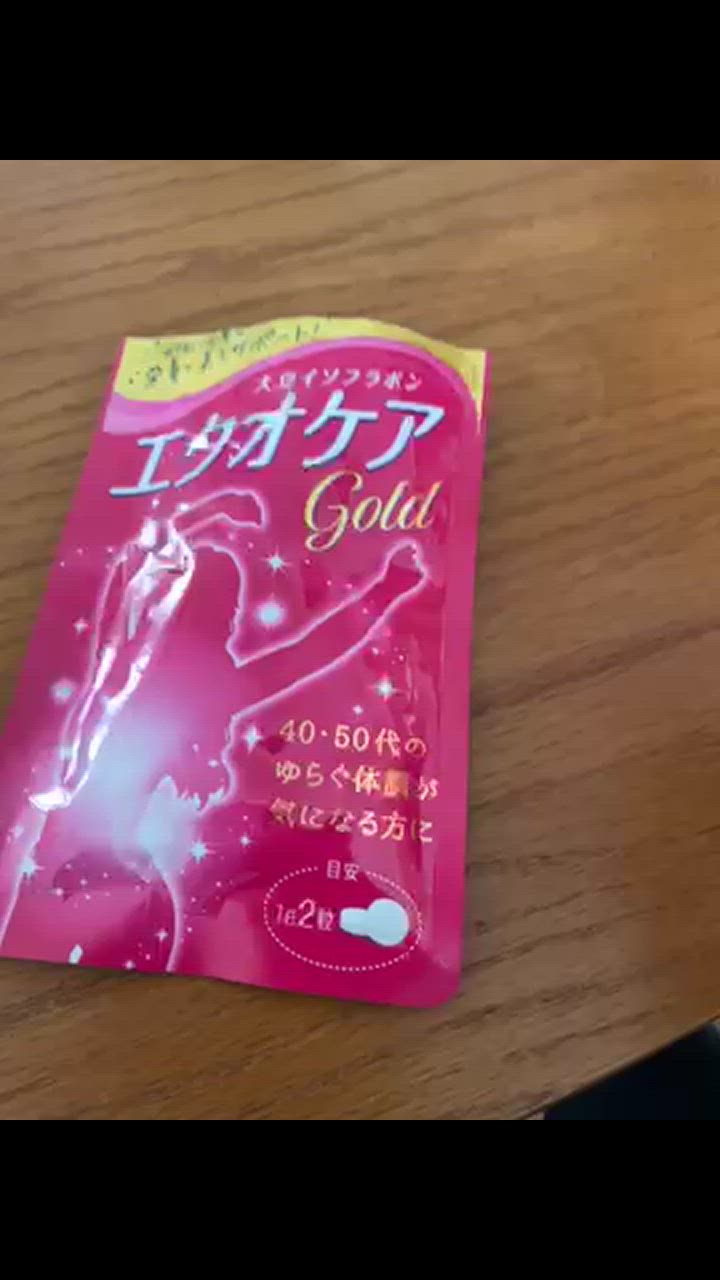 大豆イソフラボン
エクオケア
Gold
40・50代の
ゆらぐ体調が
気になる方に
目安
1日2粒